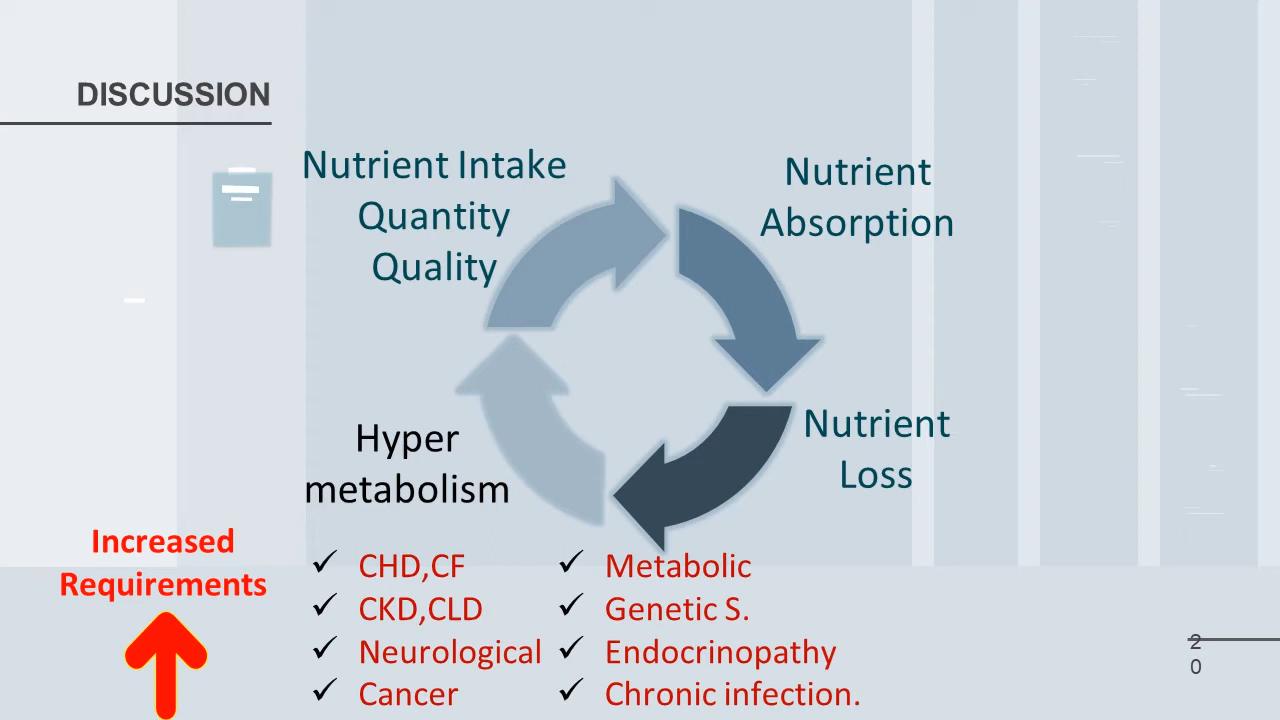 DISCUSSION
Nutrient Intake
Quantity
Quality
Nutrient
Absorption
Nutrient
Loss
Hyper
metabolism
Increased
Requirements
✓ CHD,CF
✓ CKD,CLD
✓ Neurological
✓ Cancer
✓ Metabolic
✓ Genetic S.
✓ Endocrinopathy
✓ Chronic infection.
2
0